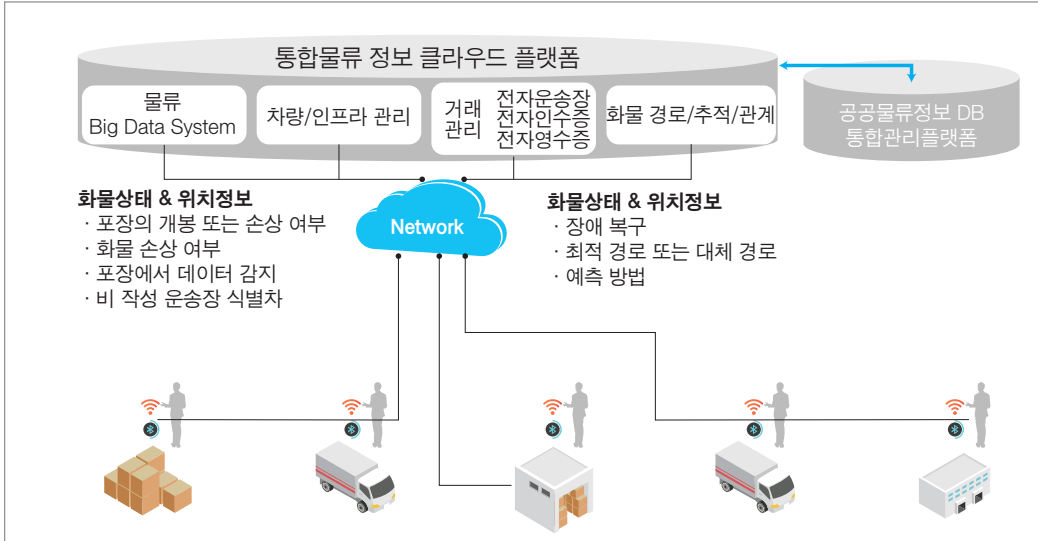 통합물류 정보 클라우드 플랫폼
물류
Big Data System
차량/인프라 관리
거래
관리
전자운송장
전자인수증
전자영수증
화물 경로/추적/관계
공공물류정보 DB
통합관리플랫폼
Network
화물상태 & 위치정보
· 포장의 개봉 또는 손상 여부
· 화물 손상 여부
· 포장에서 데이터 감지
· 비 작성 운송장 식별차
화물상태 & 위치정보
· 장애 복구
· 최적 경로 또는 대체 경로
· 예측 방법